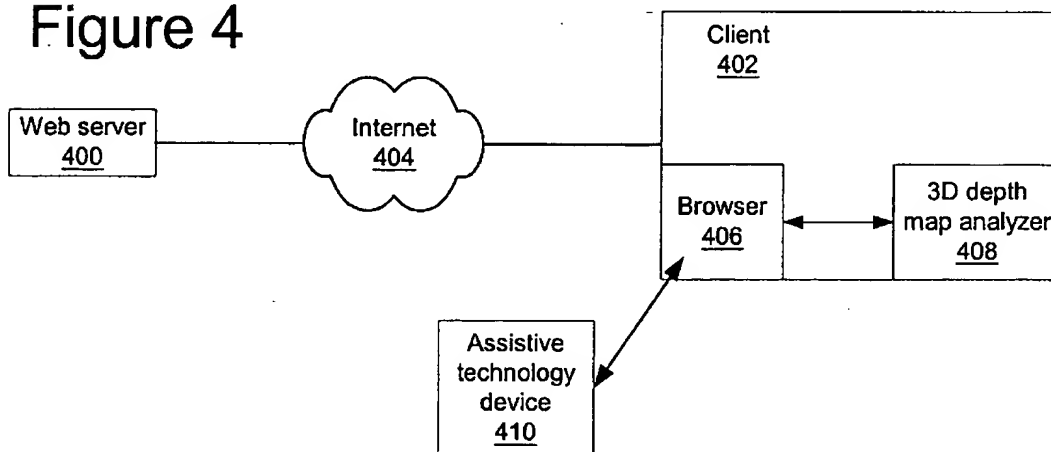 Figure 4
Client
402
Web server
400
Internet
404
Browser
406
3D depth
map analyzer
408
Assistive
technology
device
410